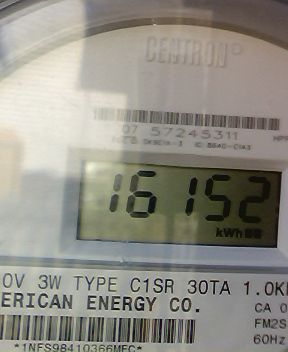 CENTRON®
07 57245311
16152
kWh
0V 3W TYPE C1SR 30TA 1.0K
ERICAN ENERGY CO.
CA 0
FM2S
60Hz
*1NFS98410366MFC*